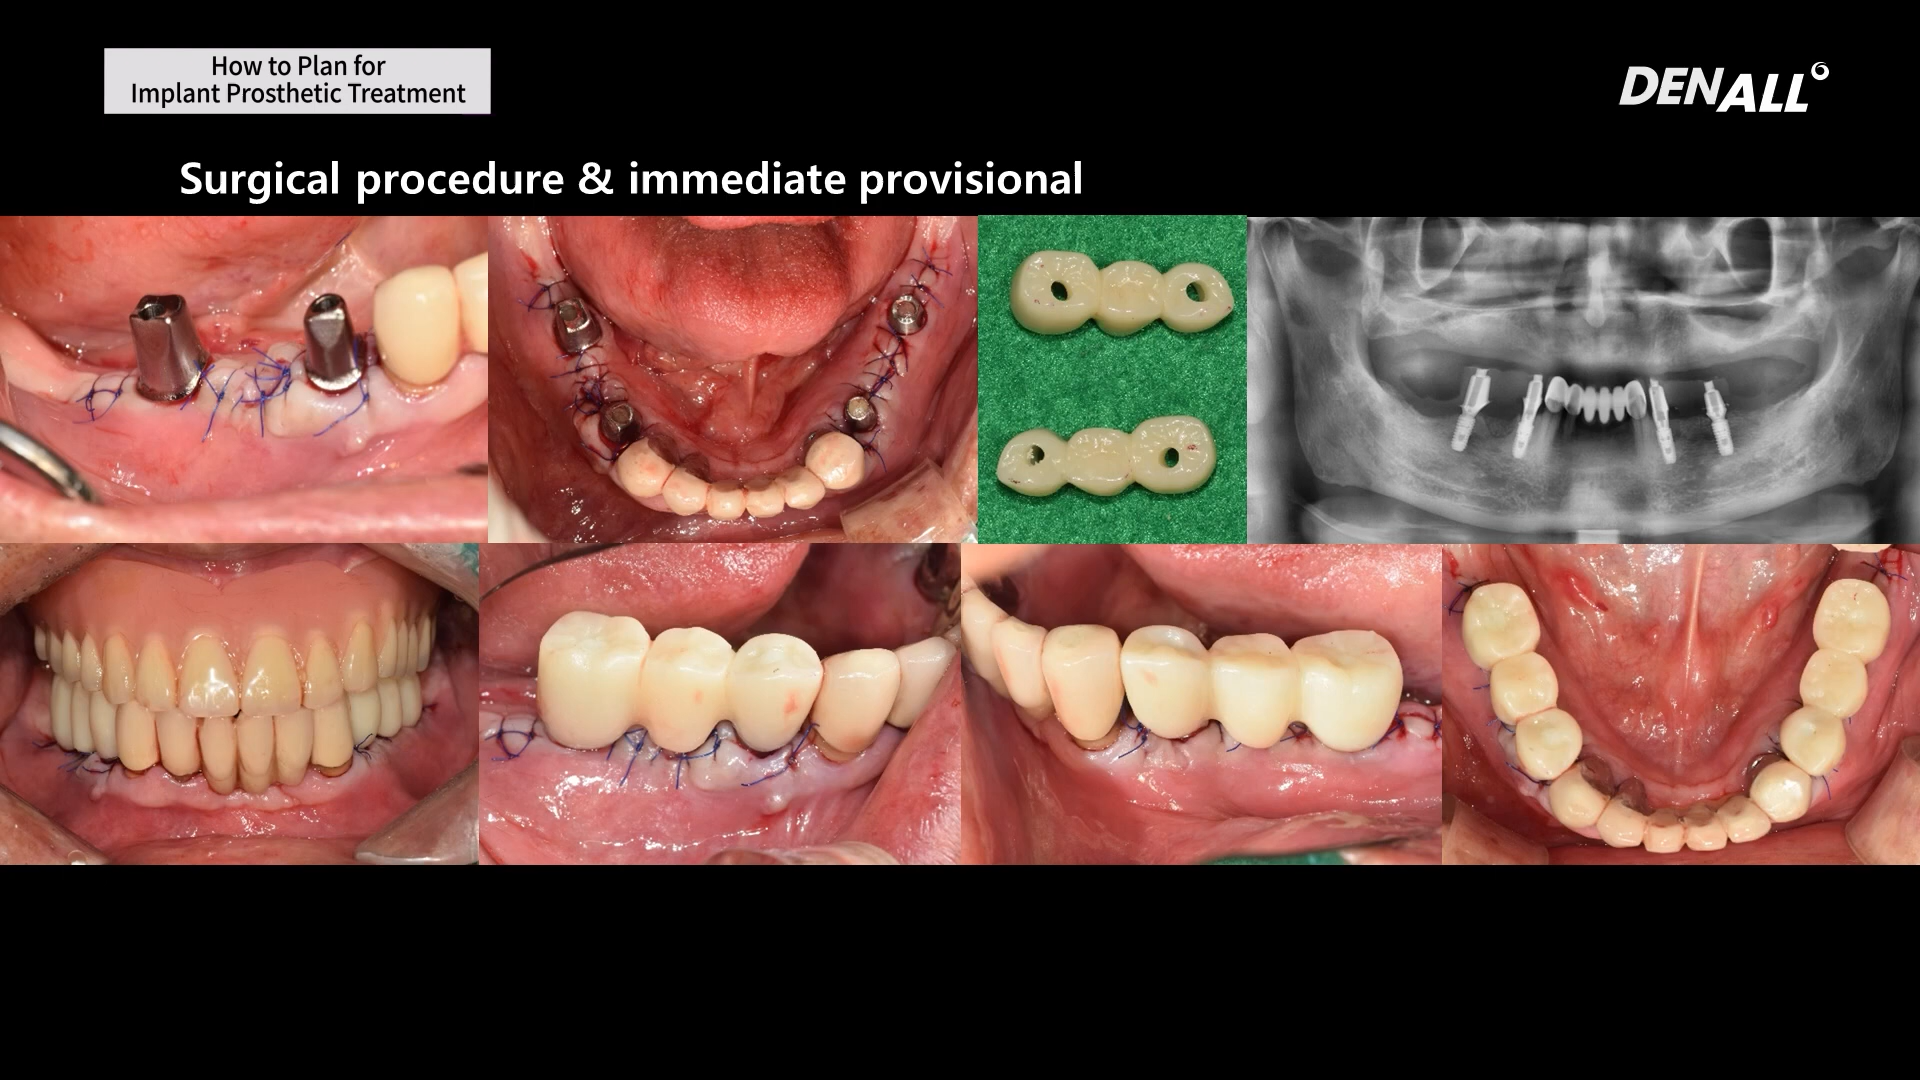 How to Plan for
Implant Prosthetic Treatment
DENALL
Surgical procedure & immediate provisional